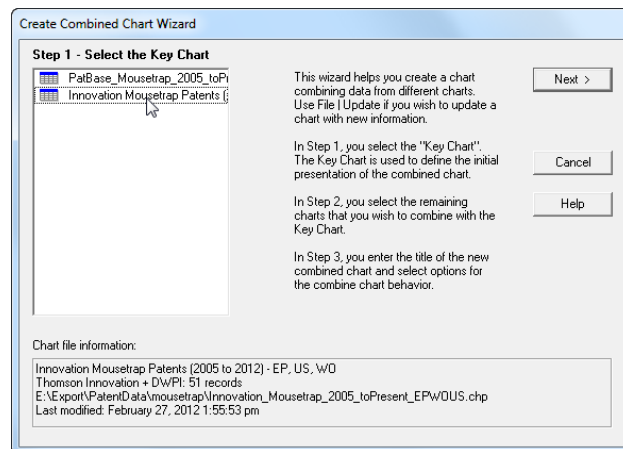 Create Combined Chart Wizard
Step 1 - Select the Key Chart
PatBase_Mousetrap_2005_toP
Innovation Mousetrap Patents (
This wizard helps you create a chart
combining data from different charts.
Use File | Update if you wish to update a
chart with new information.
In Step 1, you select the "Key Chart".
The Key Chart is used to define the initial
presentation of the combined chart.
In Step 2, you select the remaining
charts that you wish to combine with the
Key Chart.
In Step 3, you enter the title of the new
combined chart and select options for
the combine chart behavior.
Next >
Cancel
Help
Chart file information:
Innovation Mousetrap Patents (2005 to 2012) - EP, US, WO
Thomson Innovation + DWPI: 51 records
E:\Export\PatentData\mousetrap\Innovation_Mousetrap_2005_toPresent_EPWOUS.chp
Last modified: February 27, 2012 1:55:53 pm